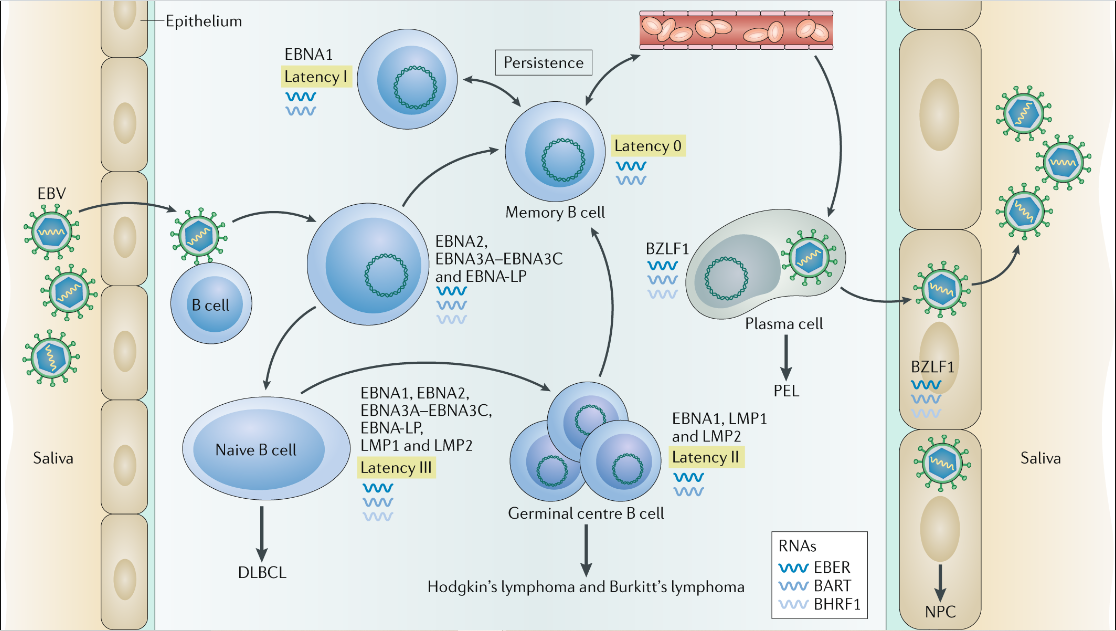 Epithelium
EBNA1
Latency I
Persistence
Latency 0
Memory B cell
EBV
B cell
EBNA2,
EBNA3A–EBNA3C
and EBNA-LP
BZLF1
Plasma cell
PEL
BZLF1
EBNA1, EBNA2,
EBNA3A–EBNA3C,
EBNA-LP,
LMP1 and LMP2
Latency III
Naive B cell
EBNA1, LMP1
and LMP2
Latency II
Germinal centre B cell
Saliva
Saliva
DLBCL
Hodgkin's lymphoma and Burkitt's lymphoma
RNAs
EBER
BART
BHRF1
NPC